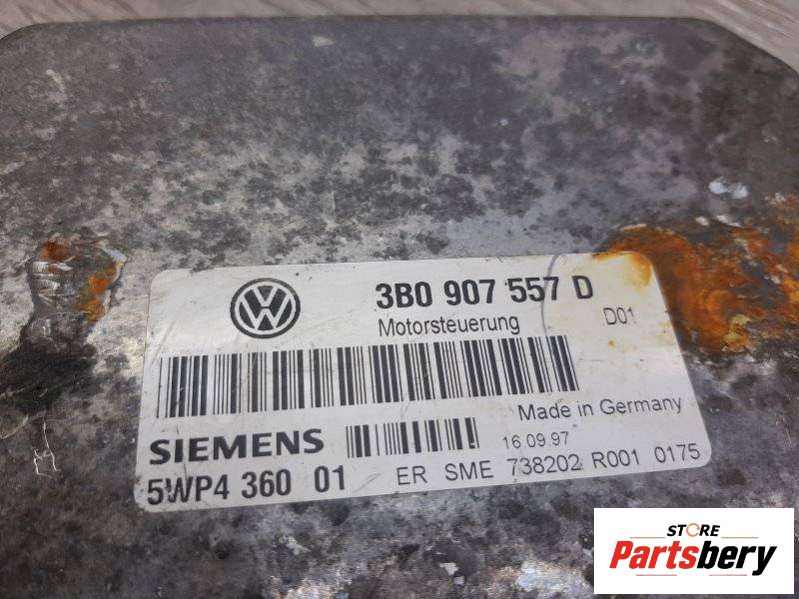 3B0 907 557 D
Motorsteuerung D01
Made in Germany
SIEMENS 16.09.97
5WP4 360 01 ER SME 738202 R001 0175
STORE
Partsbery